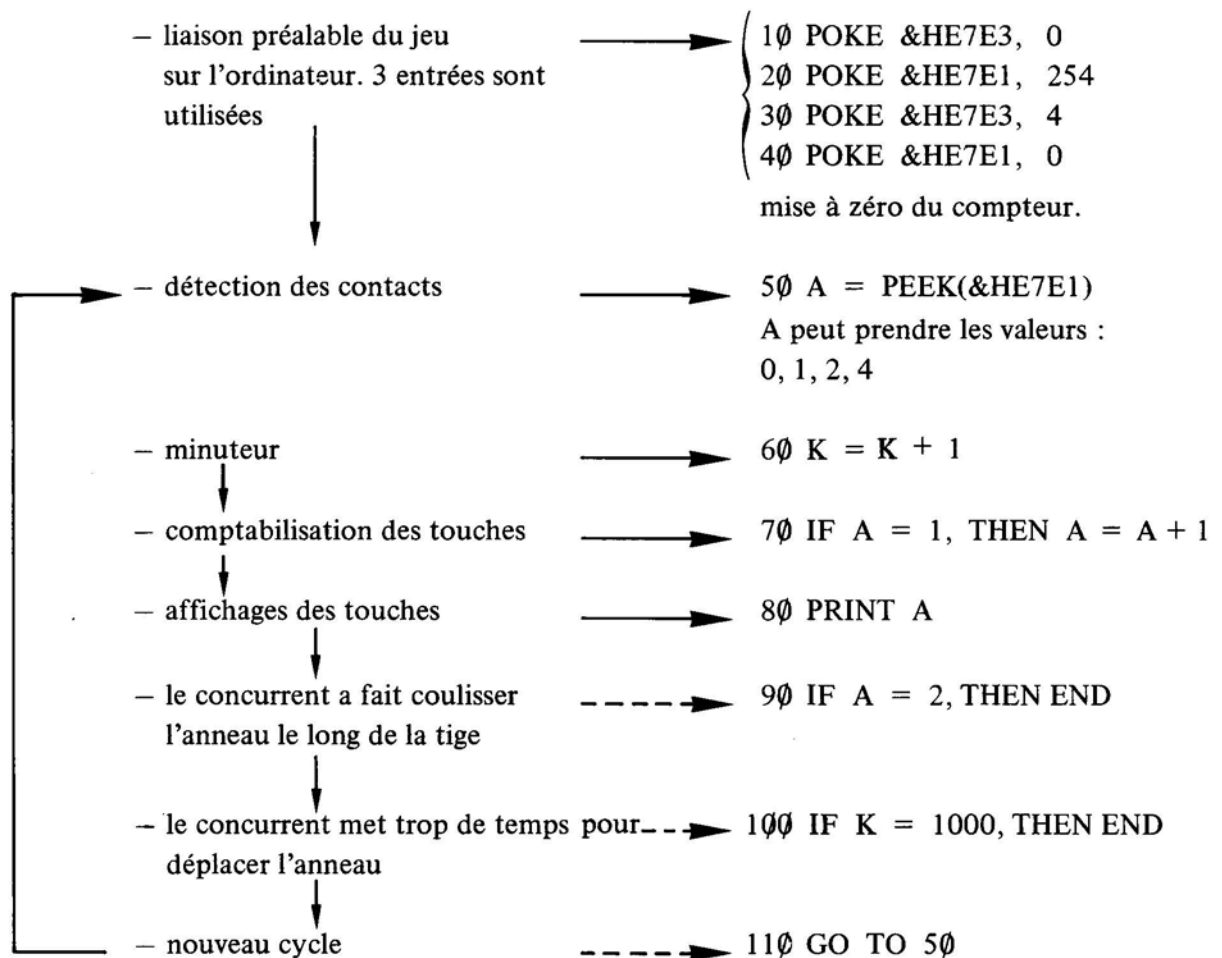 – liaison préalable du jeu
sur l'ordinateur. 3 entrées sont
utilisées
1Ø POKE &HE7E3, 0
2Ø POKE &HE7E1, 254
3Ø POKE &HE7E3, 4
4Ø POKE &HE7E1, 0
mise à zéro du compteur.
– détection des contacts
5Ø A = PEEK(&HE7E1)
A peut prendre les valeurs :
0, 1, 2, 4
– minuteur
6Ø K = K + 1
– comptabilisation des touches
7Ø IF A = 1, THEN A = A + 1
– affichages des touches
8Ø PRINT A
– le concurrent a fait coulisser
l'anneau le long de la tige
9Ø IF A = 2, THEN END
– le concurrent met trop de temps pour
déplacer l'anneau
1ØØ IF K = 1000, THEN END
– nouveau cycle
11Ø GO TO 5Ø